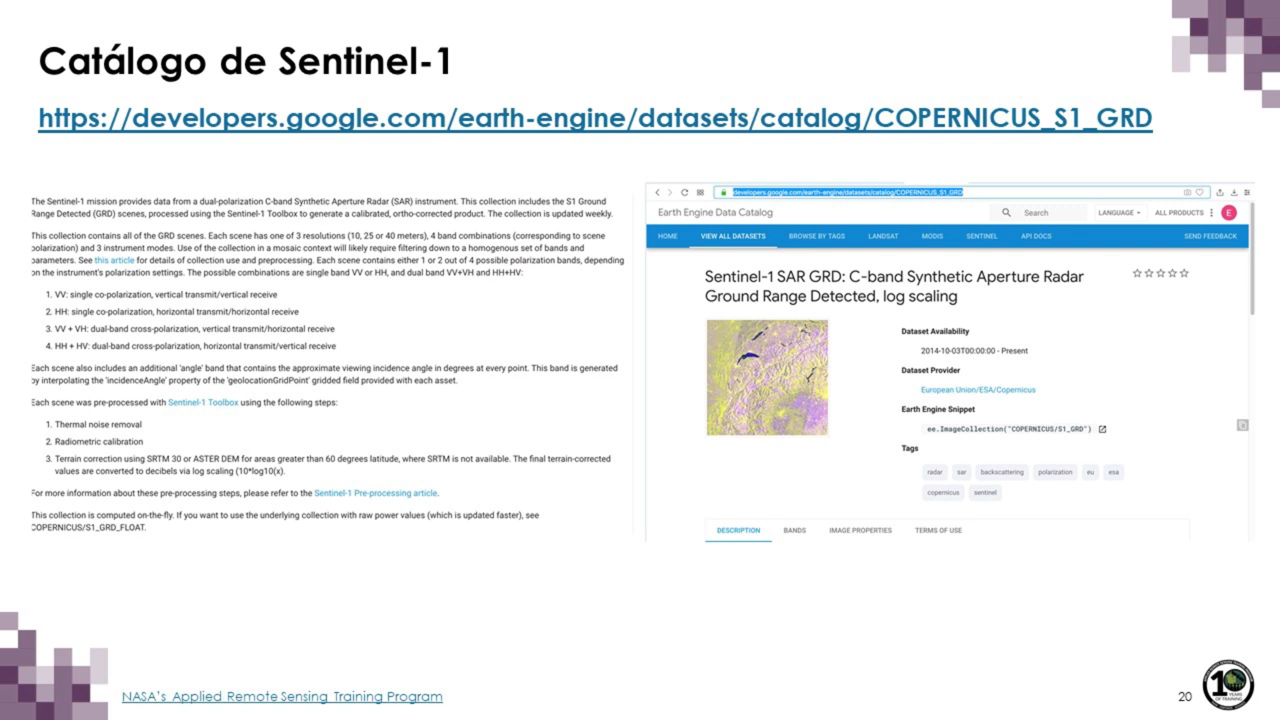 Catálogo de Sentinel-1
https://developers.google.com/earth-engine/datasets/catalog/COPERNICUS_S1_GRD
The Sentinel-1 mission provides data from a dual-polarization C-band Synthetic Aperture Radar (SAR) instrument. This collection includes the S1 Ground
Range Detected (GRD) scenes, processed using the Sentinel-1 Toolbox to generate a calibrated, ortho-corrected product. The collection is updated weekly.
This collection contains all of the GRD scenes. Each scene has one of 3 resolutions (10, 25 or 40 meters), 4 band combinations (corresponding to scene
polarization) and 3 instrument modes. Use of the collection in a mosaic context will likely require filtering down to a homogenous set of bands and
parameters. See this article for details of collection use and preprocessing. Each scene contains either 1 or 2 out of 4 possible polarization bands, depending
on the instrument's polarization settings. The possible combinations are single band VV or HH, and dual band VV+VH and HH+HV:
1. VV: single co-polarization, vertical transmit/vertical receive
2. HH: single co-polarization, horizontal transmit/horizontal receive
3. VV + VH: dual-band cross-polarization, vertical transmit/horizontal receive
4. HH + HV: dual-band cross-polarization, horizontal transmit/vertical receive
Each scene also includes an additional 'angle' band that contains the approximate viewing incidence angle in degrees at every point. This band is generated
by interpolating the 'incidenceAngle' property of the 'geolocationGridPoint' gridded field provided with each asset.
Each scene was pre-processed with Sentinel-1 Toolbox using the following steps:
1. Thermal noise removal
2. Radiometric calibration
3. Terrain correction using SRTM 30 or ASTER DEM for areas greater than 60 degrees latitude, where SRTM is not available. The final terrain-corrected
values are converted to decibels via log scaling (10*log10(x).
For more information about these pre-processing steps, please refer to the Sentinel-1 Pre-processing article.
This collection is computed on-the-fly. If you want to use the underlying collection with raw power values (which is updated faster), see
COPERNICUS/S1_GRD_FLOAT.
developers.google.com/earth-engine/datasets/catalog/COPERNICUS_S1_GRD
Earth Engine Data Catalog
Search
LANGUAGE
ALL PRODUCTS
E
HOME
VIEW ALL DATASETS
BROWSE BY TAGS
LANDSAT
MODIS
SENTINEL
API DOCS
SEND FEEDBACK
Sentinel-1 SAR GRD: C-band Synthetic Aperture Radar
Ground Range Detected, log scaling
Dataset Availability
2014-10-03T00:00:00 - Present
Dataset Provider
European Union/ESA/Copernicus
Earth Engine Snippet
ee.ImageCollection("COPERNICUS/S1_GRD")
Tags
radar
sar
backscattering
polarization
eu
esa
copernicus
sentinel
DESCRIPTION
BANDS
IMAGE PROPERTIES
TERMS OF USE
NASA's Applied Remote Sensing Training Program
20
10
YEARS
OF TRAINING